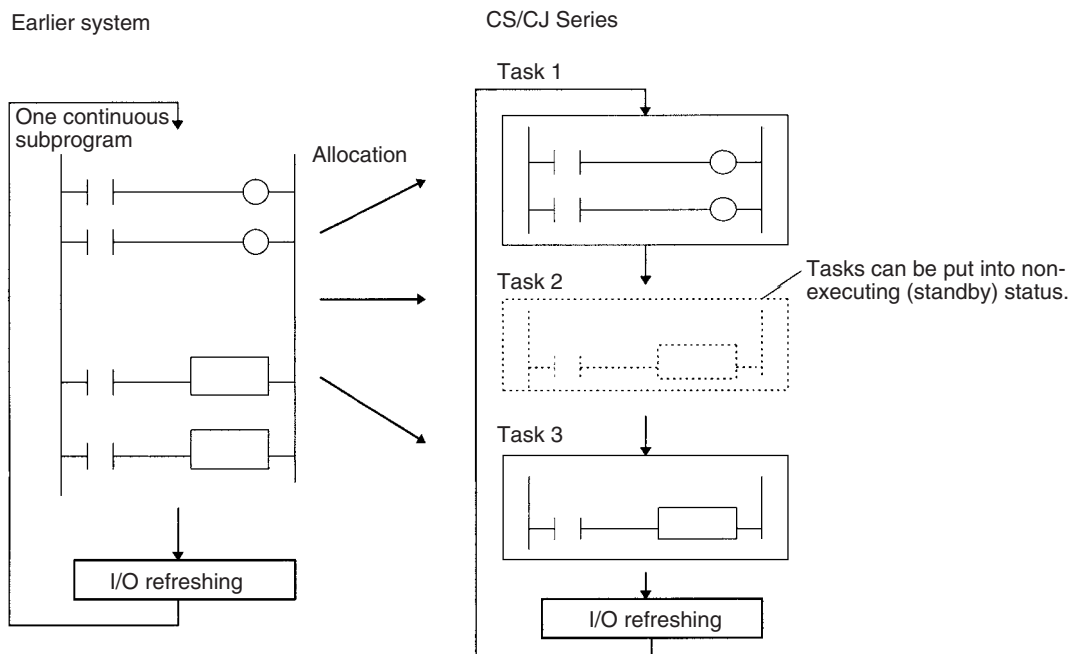 Earlier system
CS/CJ Series
Task 1
One continuous
subprogram
Allocation
Task 2
Tasks can be put into non-
executing (standby) status.
Task 3
I/O refreshing
I/O refreshing